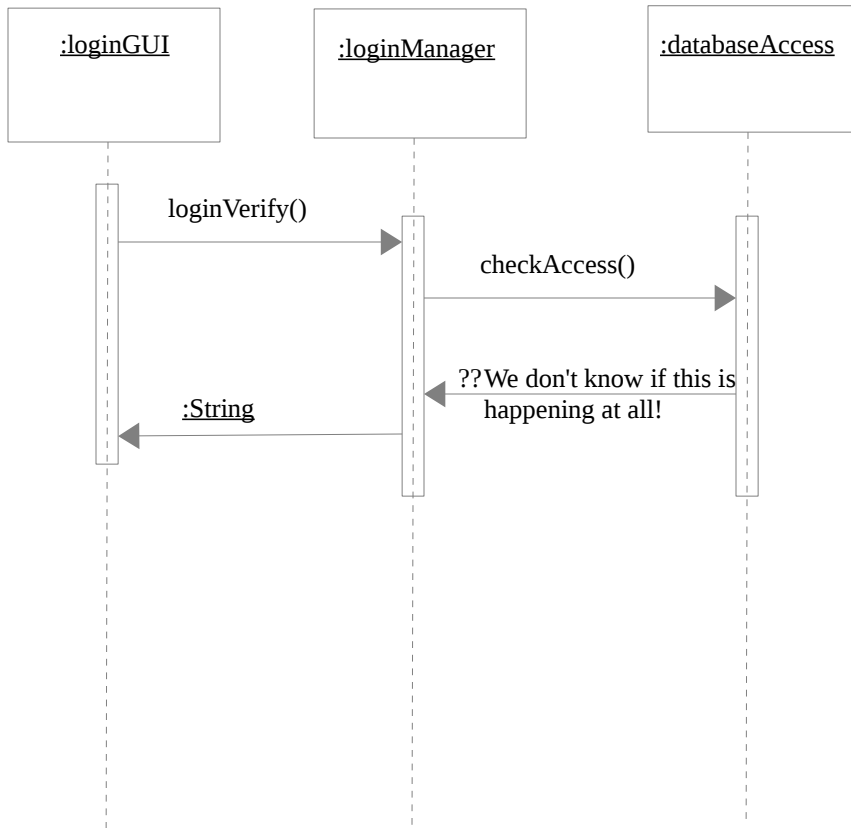 :loginGUI
:loginManager
:databaseAccess
loginVerify()
checkAccess()
??We don't know if this is
happening at all!
:String